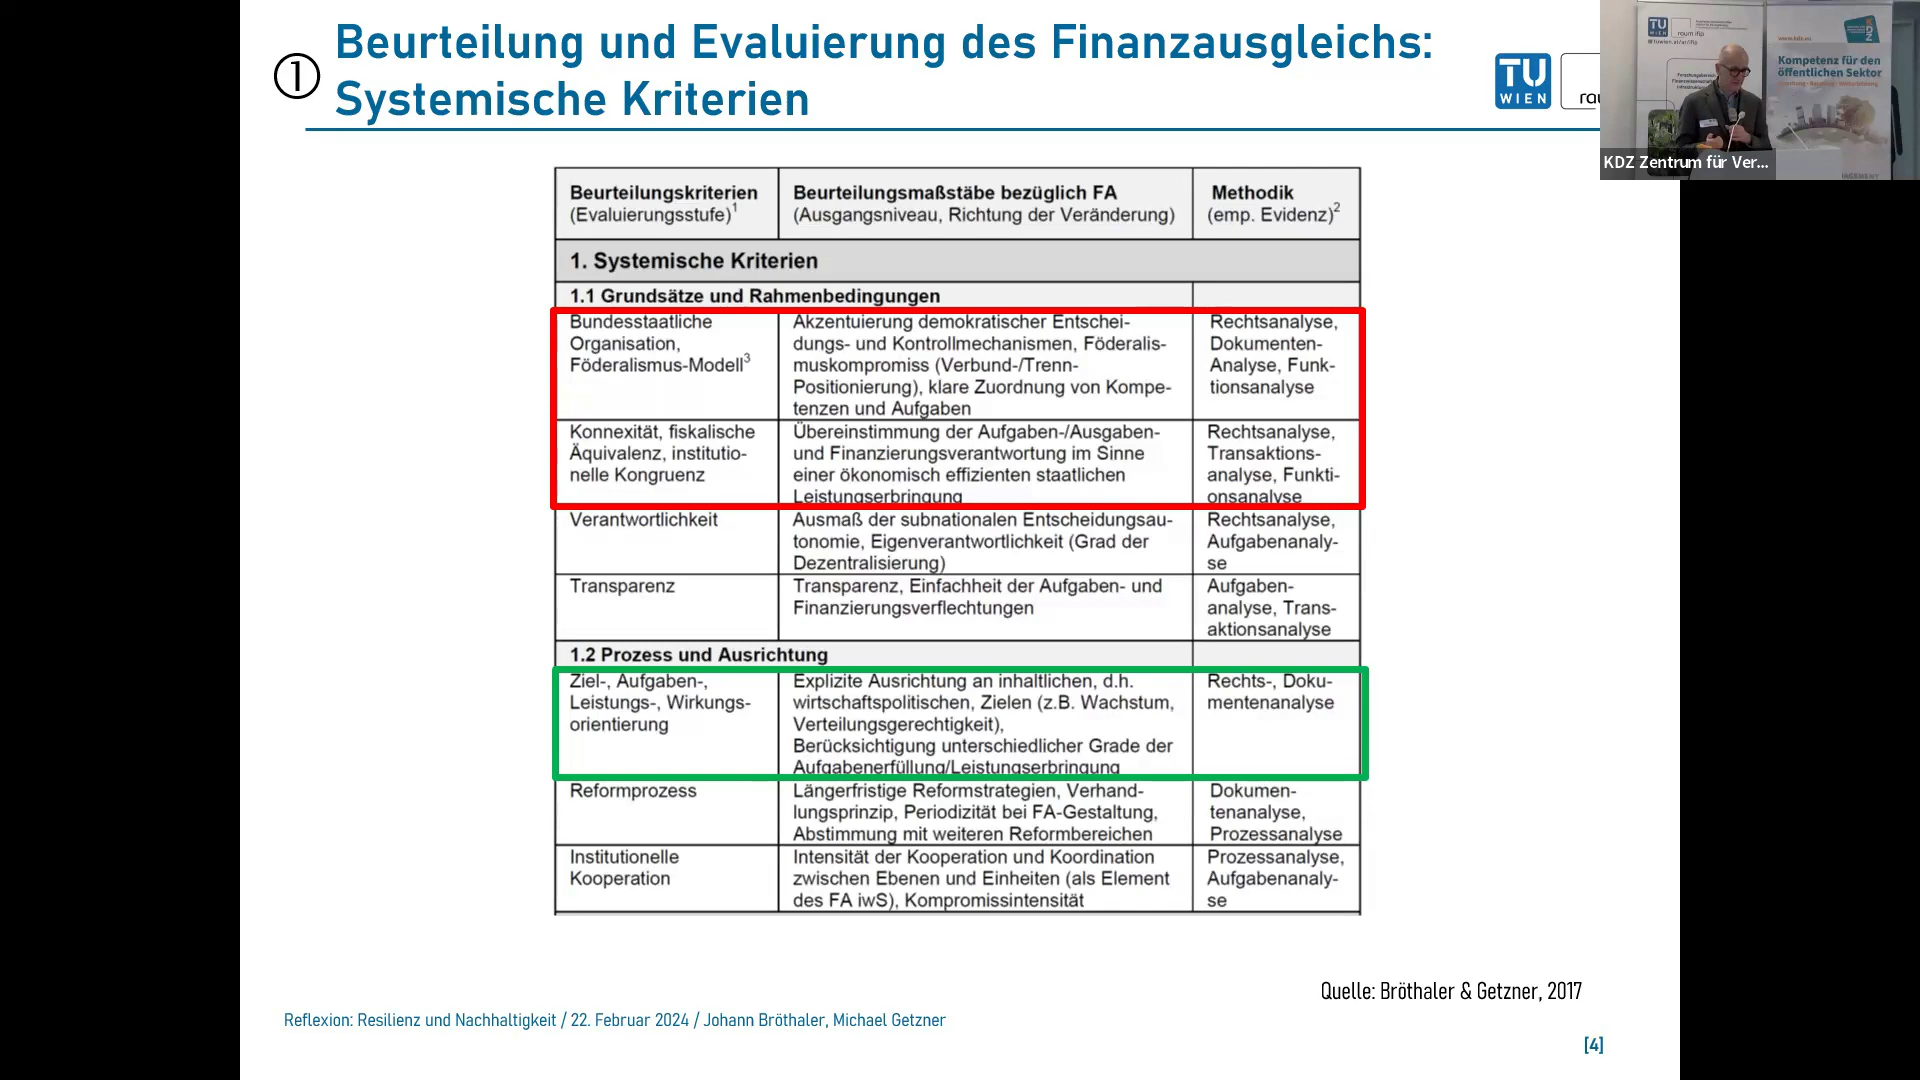 ①
Beurteilung und Evaluierung des Finanzausgleichs:
Systemische Kriterien
TU
WIEN
TU
WIEN
raum ifip
Kompetenz für den
öffentlichen Sektor
KDZ
KDZ Zentrum für Ver...
Beurteilungskriterien
(Evaluierungsstufe)1
Beurteilungsmaßstäbe bezüglich FA
(Ausgangsniveau, Richtung der Veränderung)
Methodik
(emp. Evidenz)2
1. Systemische Kriterien
1.1 Grundsätze und Rahmenbedingungen
Bundesstaatliche
Organisation,
Föderalismus-Modell3
Akzentuierung demokratischer Entschei-
dungs- und Kontrollmechanismen, Föderalis-
muskompromiss (Verbund-/Trenn-
Positionierung), klare Zuordnung von Kompe-
tenzen und Aufgaben
Rechtsanalyse,
Dokumenten-
Analyse, Funk-
tionsanalyse
Konnexität, fiskalische
Äquivalenz, institutio-
nelle Kongruenz
Übereinstimmung der Aufgaben-/Ausgaben-
und Finanzierungsverantwortung im Sinne
einer ökonomisch effizienten staatlichen
Leistungserbringung
Rechtsanalyse,
Transaktions-
analyse, Funkti-
onsanalyse
Verantwortlichkeit
Ausmaß der subnationalen Entscheidungsau-
tonomie, Eigenverantwortlichkeit (Grad der
Dezentralisierung)
Rechtsanalyse,
Aufgabenanaly-
se
Transparenz
Transparenz, Einfachheit der Aufgaben- und
Finanzierungsverflechtungen
Aufgaben-
analyse, Trans-
aktionsanalyse
1.2 Prozess und Ausrichtung
Ziel-, Aufgaben-,
Leistungs-, Wirkungs-
orientierung
Explizite Ausrichtung an inhaltlichen, d.h.
wirtschaftspolitischen, Zielen (z.B. Wachstum,
Verteilungsgerechtigkeit),
Berücksichtigung unterschiedlicher Grade der
Aufgabenerfüllung/Leistungserbringung
Rechts-, Doku-
mentenanalyse
Reformprozess
Längerfristige Reformstrategien, Verhand-
lungsprinzip, Periodizität bei FA-Gestaltung,
Abstimmung mit weiteren Reformbereichen
Dokumen-
tenanalyse,
Prozessanalyse
Institutionelle
Kooperation
Intensität der Kooperation und Koordination
zwischen Ebenen und Einheiten (als Element
des FA iwS), Kompromissintensität
Prozessanalyse,
Aufgabenanaly-
se
Quelle: Bröthaler & Getzner, 2017
Reflexion: Resilienz und Nachhaltigkeit / 22. Februar 2024 / Johann Bröthaler, Michael Getzner
[4]